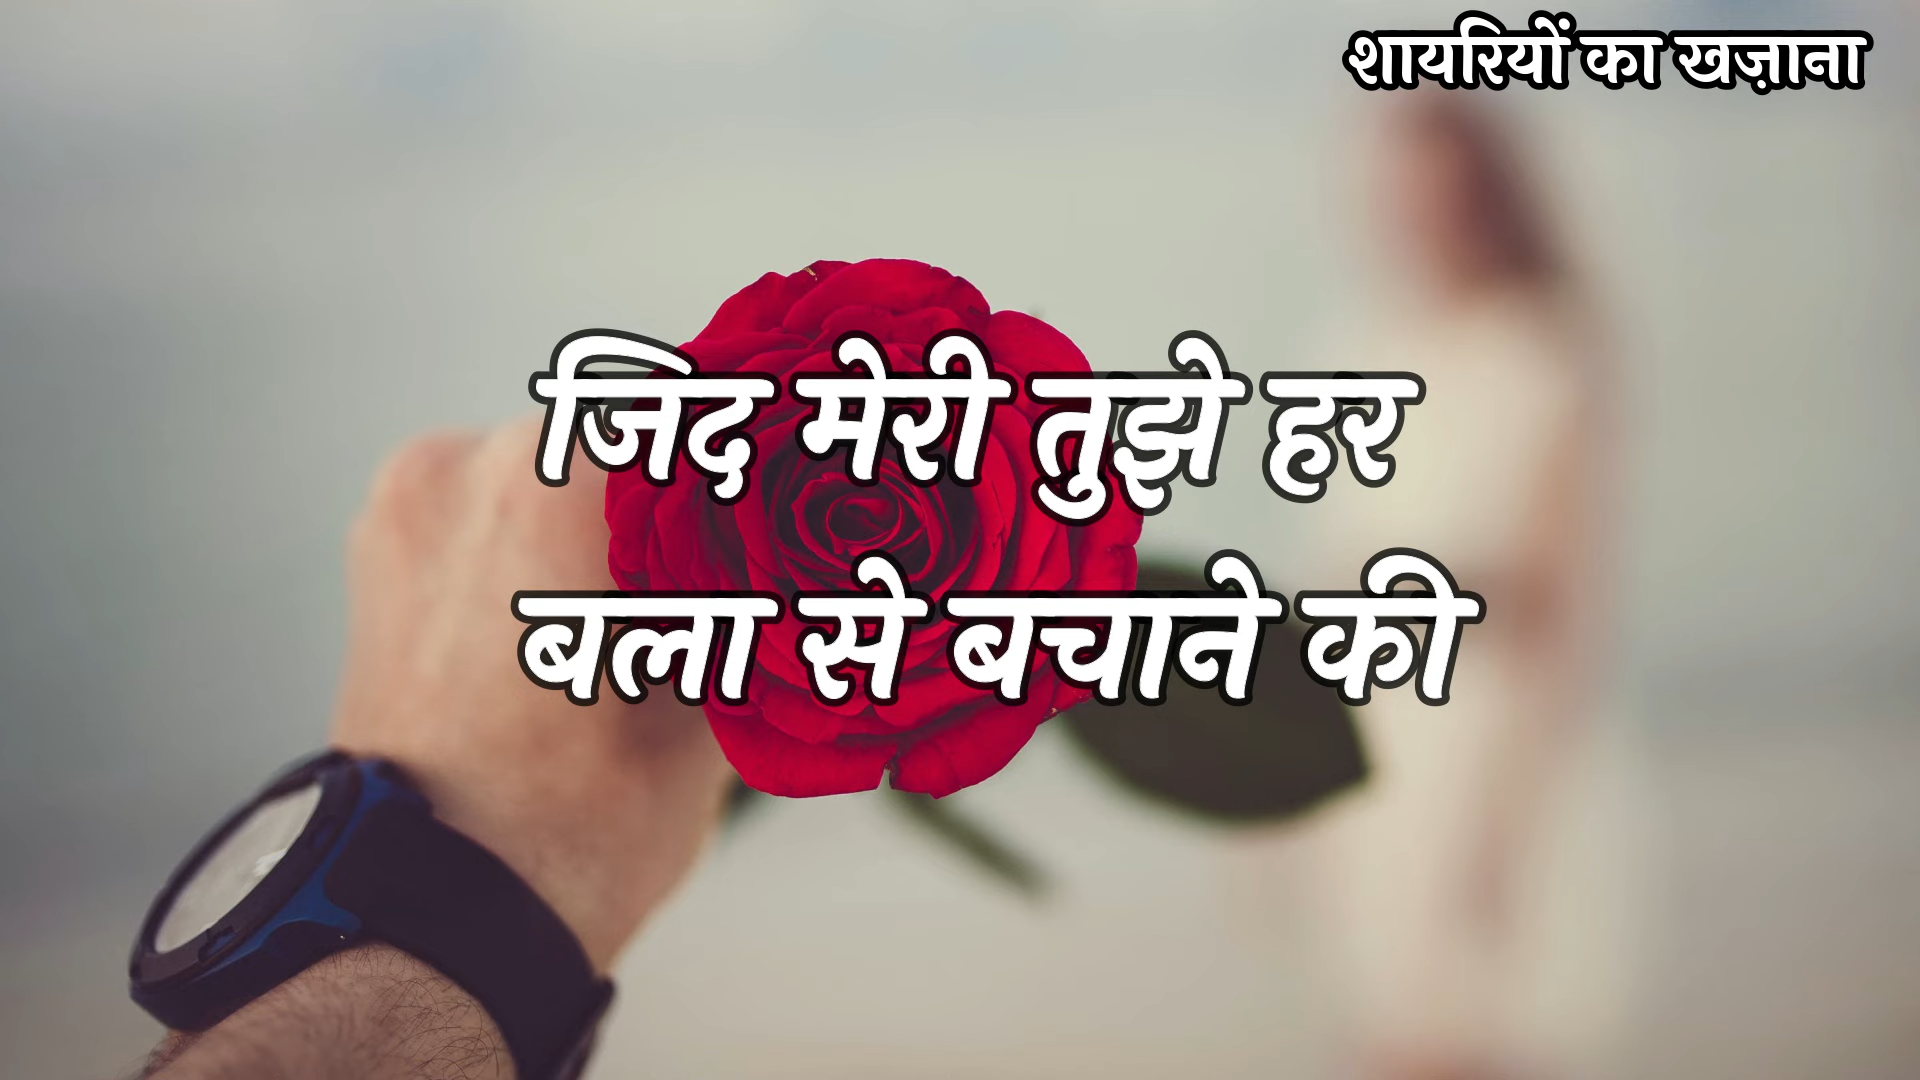 शायरियों का खज़ाना
जिद मेरी तुझे हर
बला से बचाने की